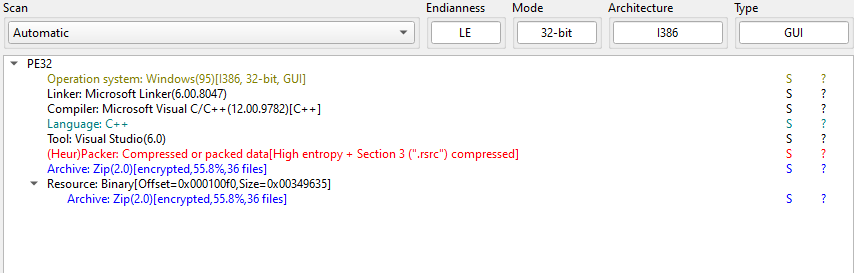 Scan Endianness Mode Architecture Type
Automatic LE 32-bit I386 GUI
PE32
Operation system: Windows(95)[I386, 32-bit, GUI] S ?
Linker: Microsoft Linker(6.00.8047) S ?
Compiler: Microsoft Visual C/C++(12.00.9782)[C++] S ?
Language: C++ S ?
Tool: Visual Studio(6.0) S ?
(Heur)Packer: Compressed or packed data[High entropy + Section 3 (".rsrc") compressed] S ?
Archive: Zip(2.0)[encrypted,55.8%,36 files] S ?
Resource: Binary[Offset=0x000100f0,Size=0x00349635]
Archive: Zip(2.0)[encrypted,55.8%,36 files] S ?